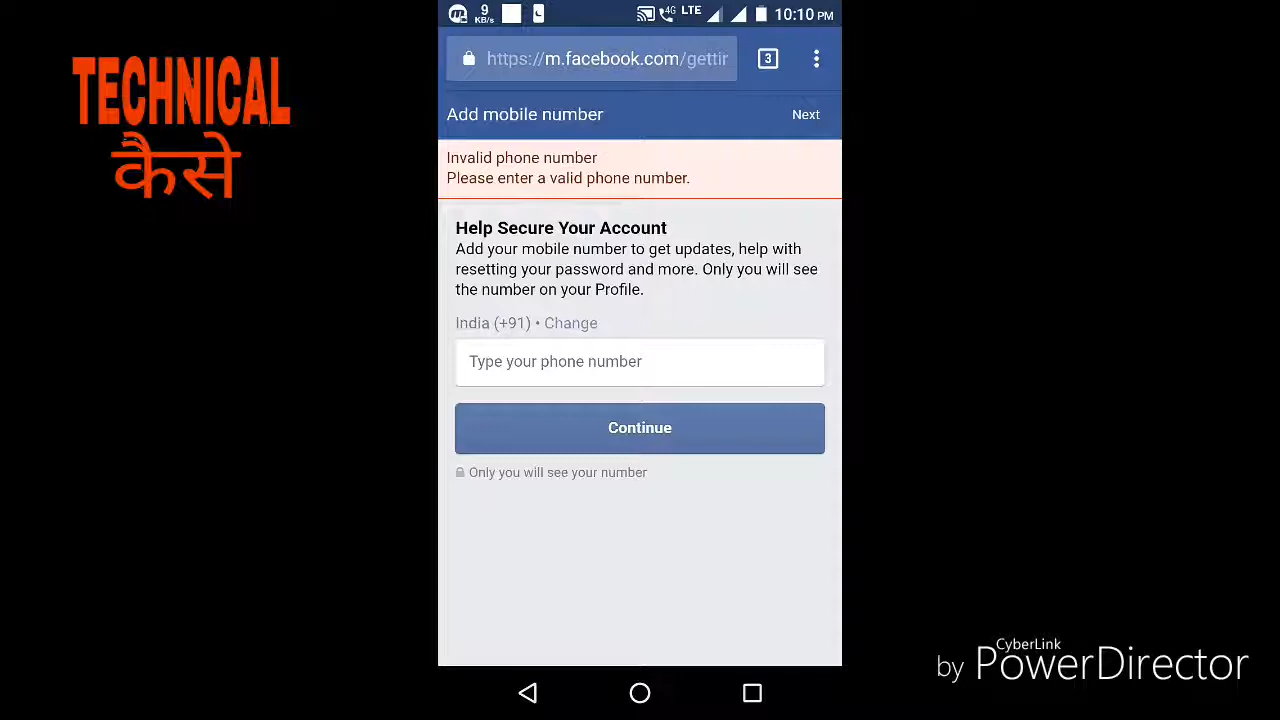 TECHNICAL
कैसे
9
KB/s
4G
LTE
10:10 PM
https://m.facebook.com/gettir
3
Add mobile number
Next
Invalid phone number
Please enter a valid phone number.
Help Secure Your Account
Add your mobile number to get updates, help with
resetting your password and more. Only you will see
the number on your Profile.
India (+91) • Change
Type your phone number
Continue
Only you will see your number
CyberLink
by PowerDirector